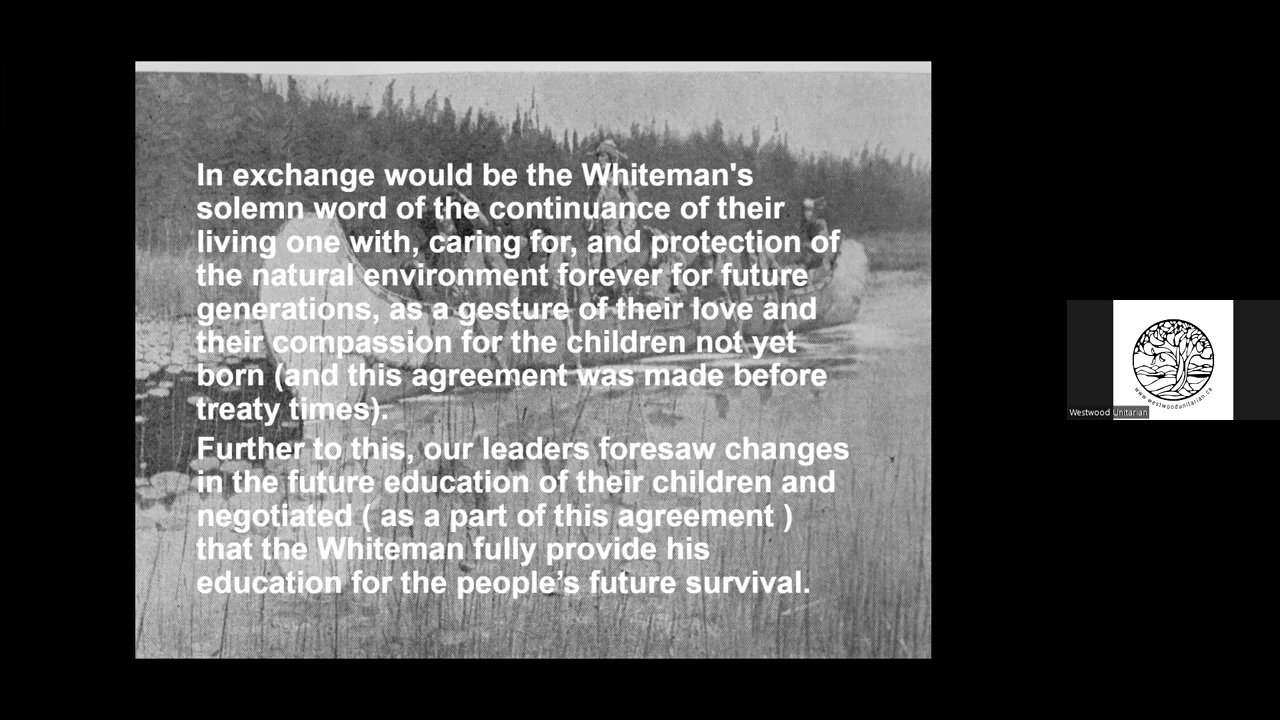 In exchange would be the Whiteman's
solemn word of the continuance of their
living one with, caring for, and protection of
the natural environment forever for future
generations, as a gesture of their love and
their compassion for the children not yet
born (and this agreement was made before
treaty times).
Further to this, our leaders foresaw changes
in the future education of their children and
negotiated ( as a part of this agreement )
that the Whiteman fully provide his
education for the people’s future survival.
www.westwoodunitarian.ca
Westwood Unitarian